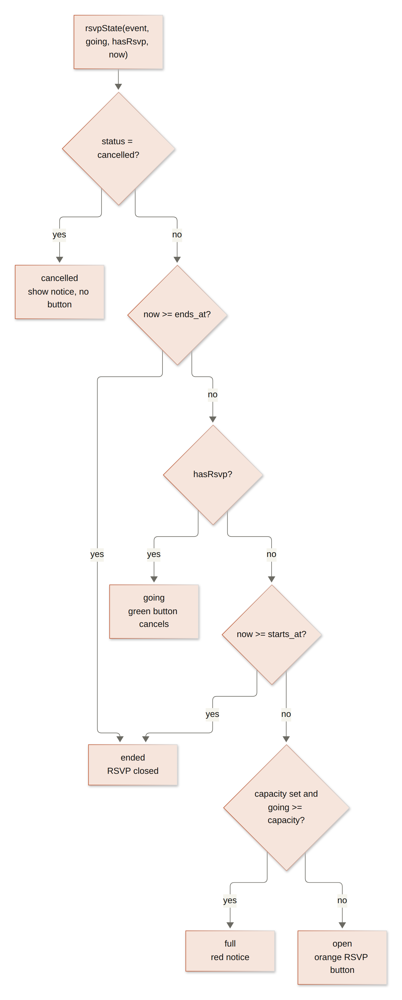 rsvpState(event,
going, hasRsvp,
now)
status =
cancelled?
yes
no
cancelled
show notice, no
button
now >= ends_at?
no
hasRsvp?
yes
yes
no
going
green button
cancels
now >= starts_at?
yes
no
ended
RSVP closed
capacity set and
going >=
capacity?
yes
no
full
red notice
open
orange RSVP
button